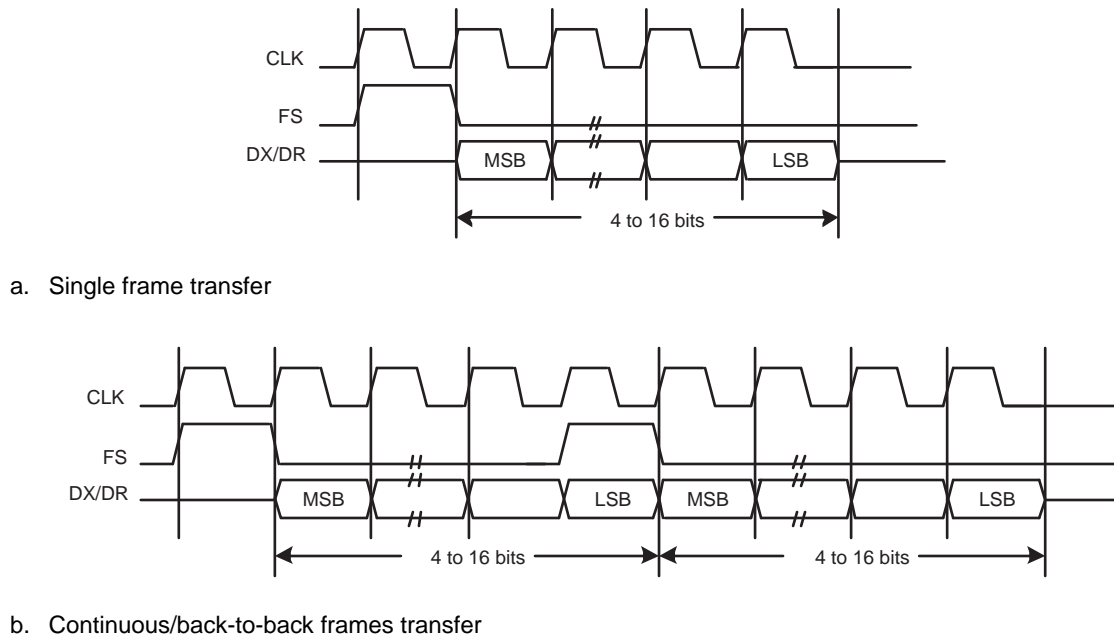 CLK
FS
DX/DR
MSB
LSB
4 to 16 bits
a. Single frame transfer
CLK
FS
DX/DR
MSB
LSB
MSB
LSB
4 to 16 bits
4 to 16 bits
b. Continuous/back-to-back frames transfer